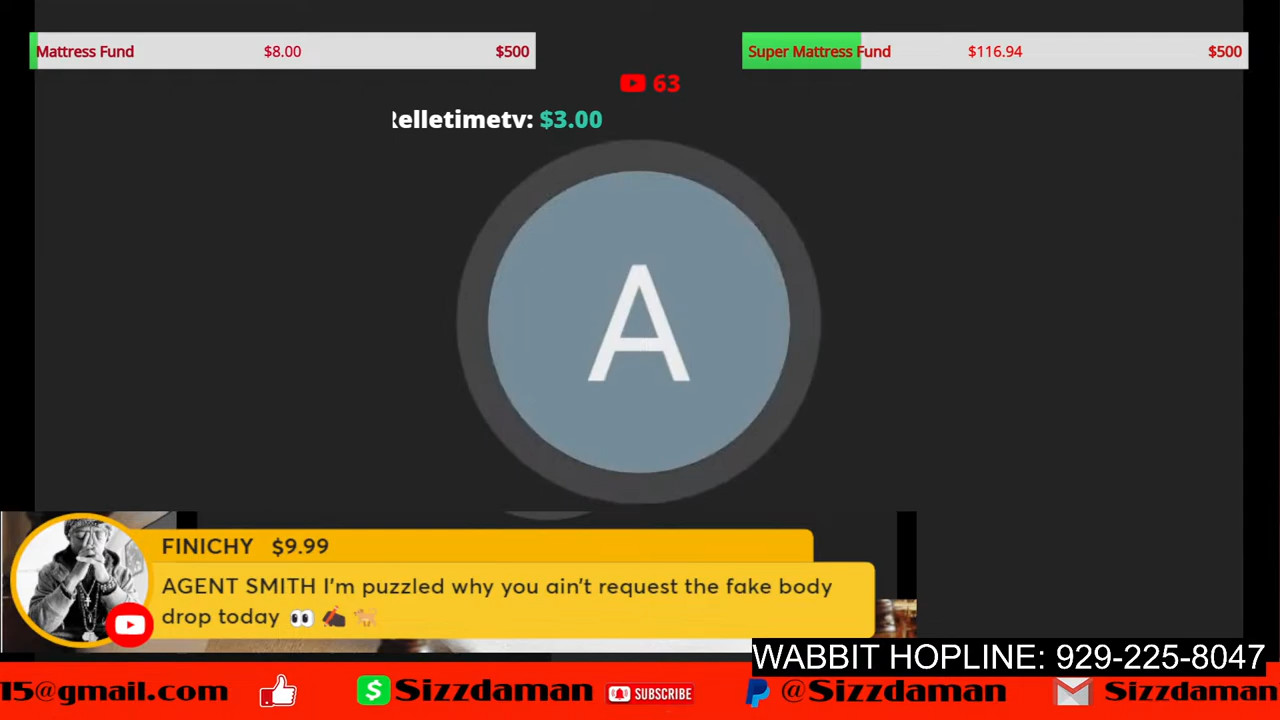 Mattress Fund $8.00 $500
Super Mattress Fund $116.94 $500
63
Relletimetv: $3.00
A
FINICHY $9.99
AGENT SMITH I'm puzzled why you ain't request the fake body
drop today 👀 ✍🏿 🐕
WABBIT HOPLINE: 929-225-8047
15@gmail.com $ Sizzdaman SUBSCRIBE @Sizzdaman Sizzdaman